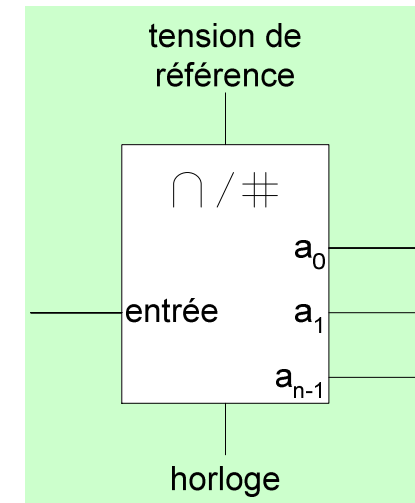 tension de
référence
∩/#
a0
entrée a1
an-1
horloge